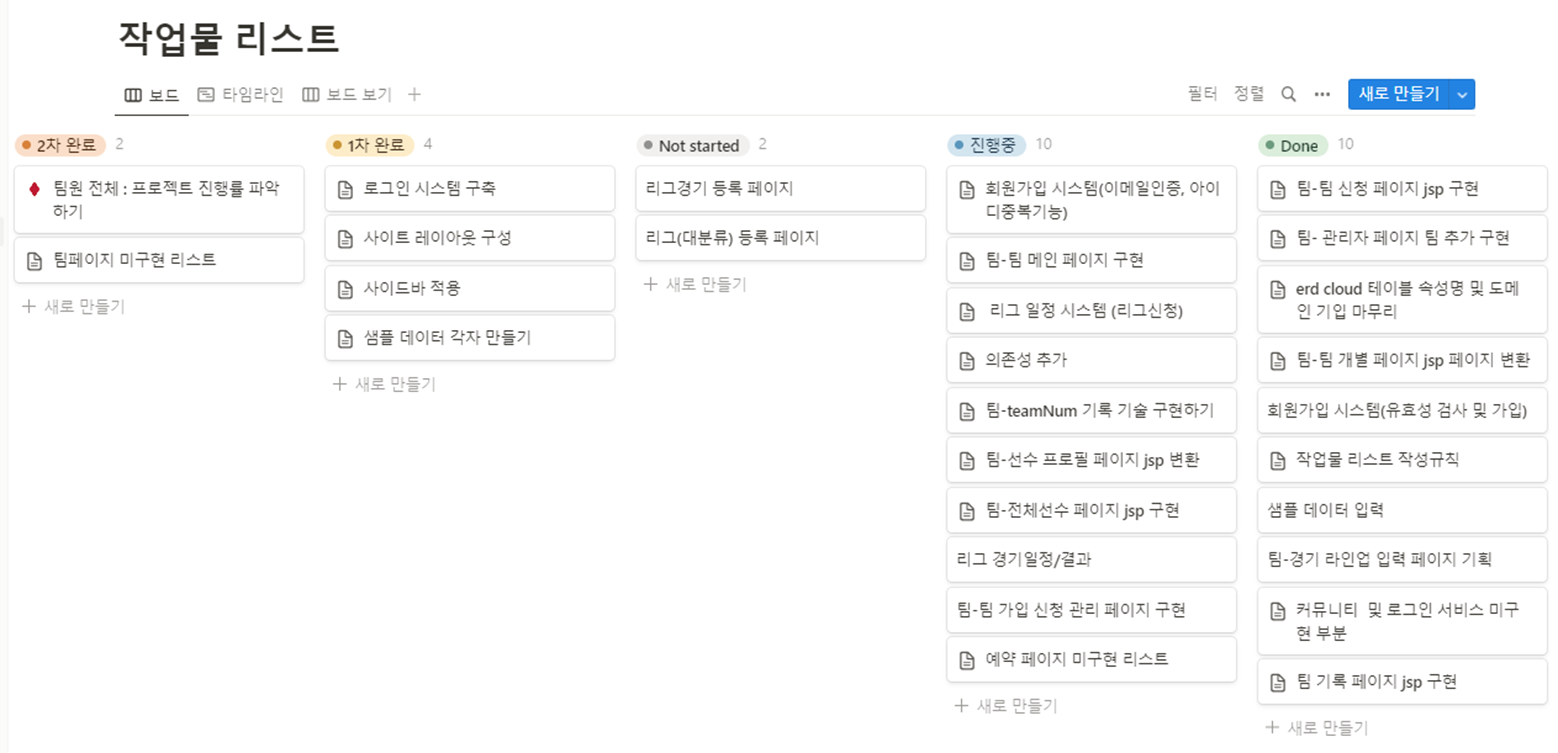 작업물 리스트
보드 타임라인 보드 보기
필터 정렬 새로 만들기
2차 완료 2
팀원 전체 : 프로젝트 진행률 파악
하기
팀페이지 미구현 리스트
새로 만들기
1차 완료 4
로그인 시스템 구축
사이트 레이아웃 구성
사이드바 적용
샘플 데이터 각자 만들기
새로 만들기
Not started 2
리그경기 등록 페이지
리그(대분류) 등록 페이지
새로 만들기
진행중 10
회원가입 시스템(이메일인증, 아이
디중복기능)
팀-팀 메인 페이지 구현
리그 일정 시스템 (리그신청)
의존성 추가
팀-teamNum 기록 기술 구현하기
팀-선수 프로필 페이지 jsp 변환
팀-전체선수 페이지 jsp 구현
리그 경기일정/결과
팀-팀 가입 신청 관리 페이지 구현
예약 페이지 미구현 리스트
새로 만들기
Done 10
팀-팀 신청 페이지 jsp 구현
팀- 관리자 페이지 팀 추가 구현
erd cloud 테이블 속성명 및 도메
인 기입 마무리
팀-팀 개별 페이지 jsp 페이지 변환
회원가입 시스템(유효성 검사 및 가입)
작업물 리스트 작성규칙
샘플 데이터 입력
팀-경기 라인업 입력 페이지 기획
커뮤니티 및 로그인 서비스 미구
현 부분
팀 기록 페이지 jsp 구현
새로 만들기